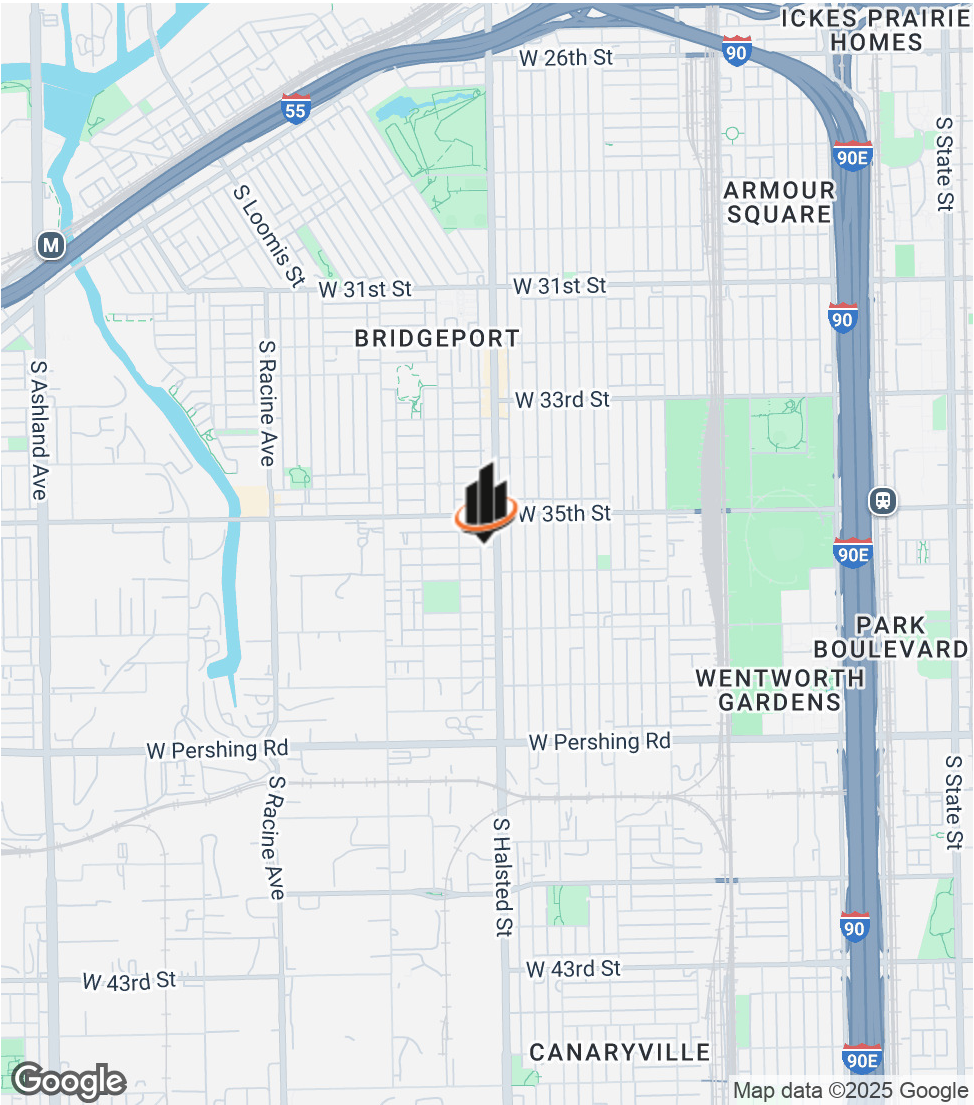 ICKES PRAIRIE
HOMES
W 26th St
90
55
S State St
90E
ARMOUR
SQUARE
S Loomis St
M
W 31st St
W 31st St
90
BRIDGEPORT
S Racine Ave
S Ashland Ave
W 33rd St
W 35th St
90E
PARK
BOULEVARD
WENTWORTH
GARDENS
W Pershing Rd
W Pershing Rd
S Racine Ave
S State St
S Halsted St
90
W 43rd St
W 43rd St
CANARYVILLE
90E
Google
Map data ©2025 Google